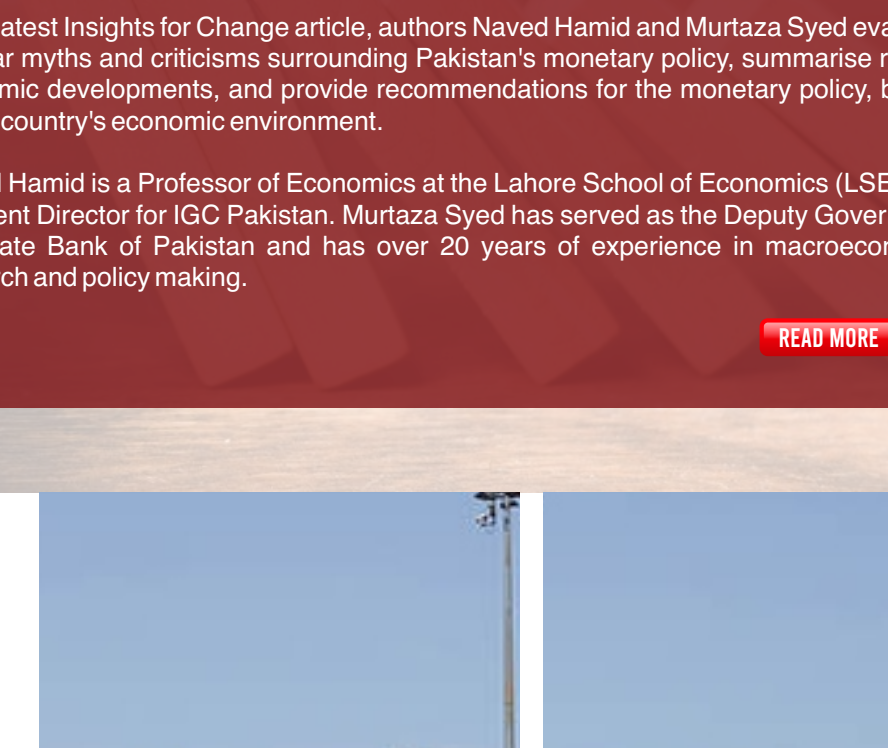 atest Insights for Change article, authors Naved Hamid and Murtaza Syed eva
ar myths and criticisms surrounding Pakistan's monetary policy, summarise
mic developments, and provide recommendations for the monetary policy,
country's economic environment.
Hamid is a Professor of Economics at the Lahore School of Economics (LSE
ent Director for IGC Pakistan. Murtaza Syed has served as the Deputy Gover
ate Bank of Pakistan and has over 20 years of experience in macroecon
rch and policy making.
READ MORE